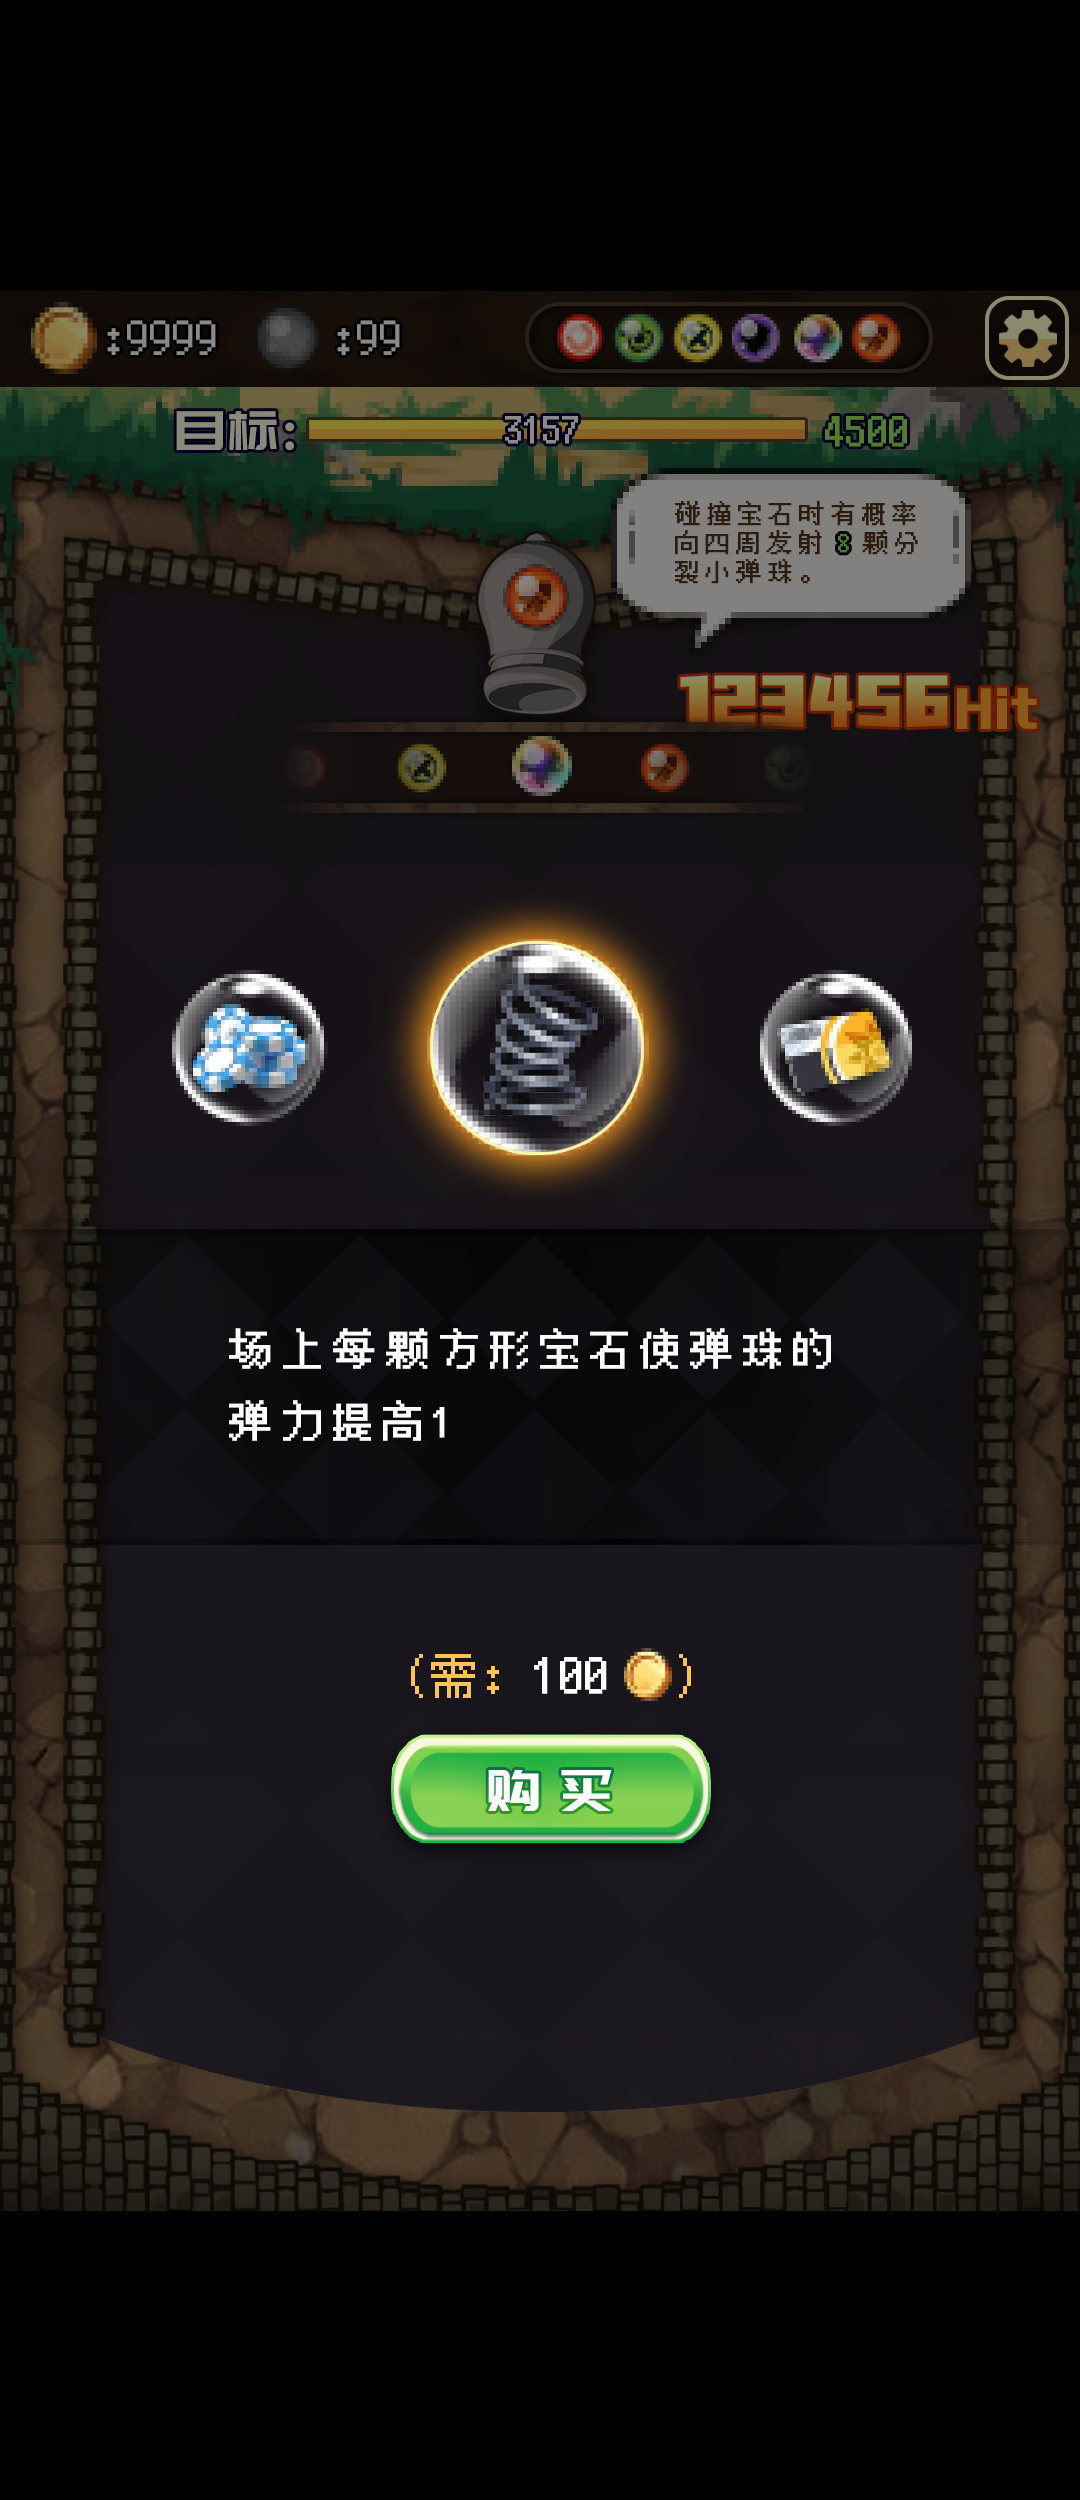 :9999
:99
目标:
3157
4500
碰撞宝石时有概率
向四周发射8颗分
裂小弹珠。
123456Hit
场上每颗方形宝石使弹珠的
弹力提高1
(需: 100 )
购买